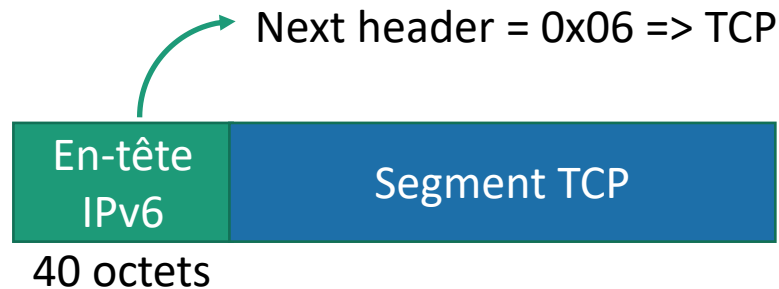 Next header = 0x06 => TCP
En-tête
IPv6
Segment TCP
40 octets